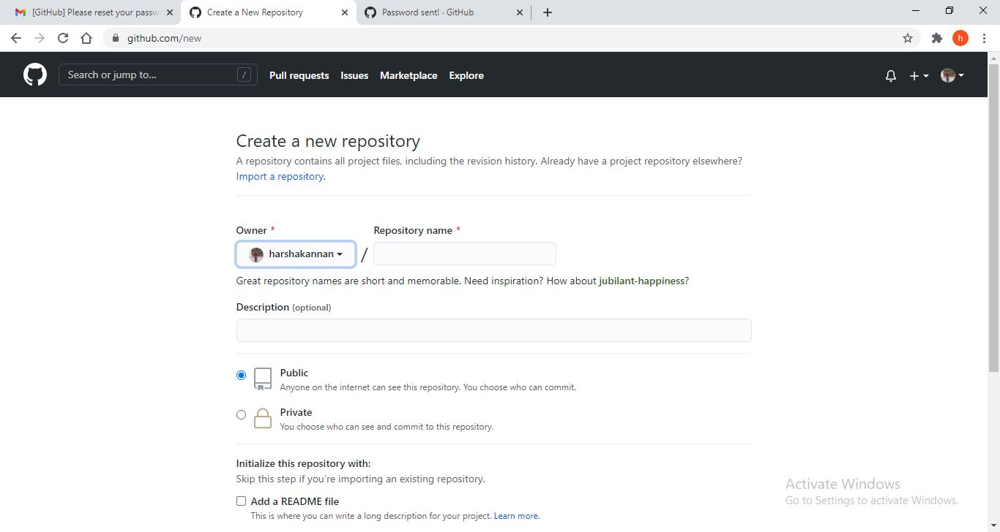 [GitHub] Please reset your passw
Create a New Repository
Password sent! · GitHub
github.com/new
h
Search or jump to...
/
Pull requests
Issues
Marketplace
Explore
Create a new repository
A repository contains all project files, including the revision history. Already have a project repository elsewhere?
Import a repository.
Owner *
Repository name *
harshakannan
/
Great repository names are short and memorable. Need inspiration? How about jubilant-happiness?
Description (optional)
Public
Anyone on the internet can see this repository. You choose who can commit.
Private
You choose who can see and commit to this repository.
Initialize this repository with:
Skip this step if you're importing an existing repository.
Add a README file
This is where you can write a long description for your project. Learn more.
Activate Windows
Go to Settings to activate Windows.